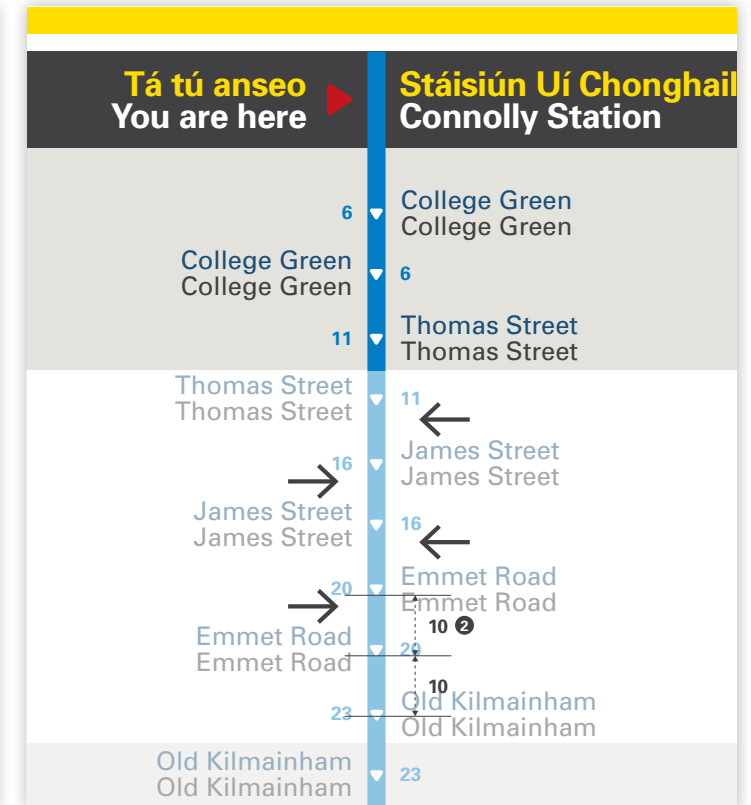 Tá tú anseo
You are here
Stáisiún Uí Chonghail
Connolly Station
6
College Green
College Green
College Green
College Green
6
11
Thomas Street
Thomas Street
Thomas Street
Thomas Street
11
16
James Street
James Street
James Street
James Street
16
20
Emmet Road
Emmet Road
10 2
Emmet Road
Emmet Road
20
10
23
Old Kilmainham
Old Kilmainham
Old Kilmainham
Old Kilmainham
23